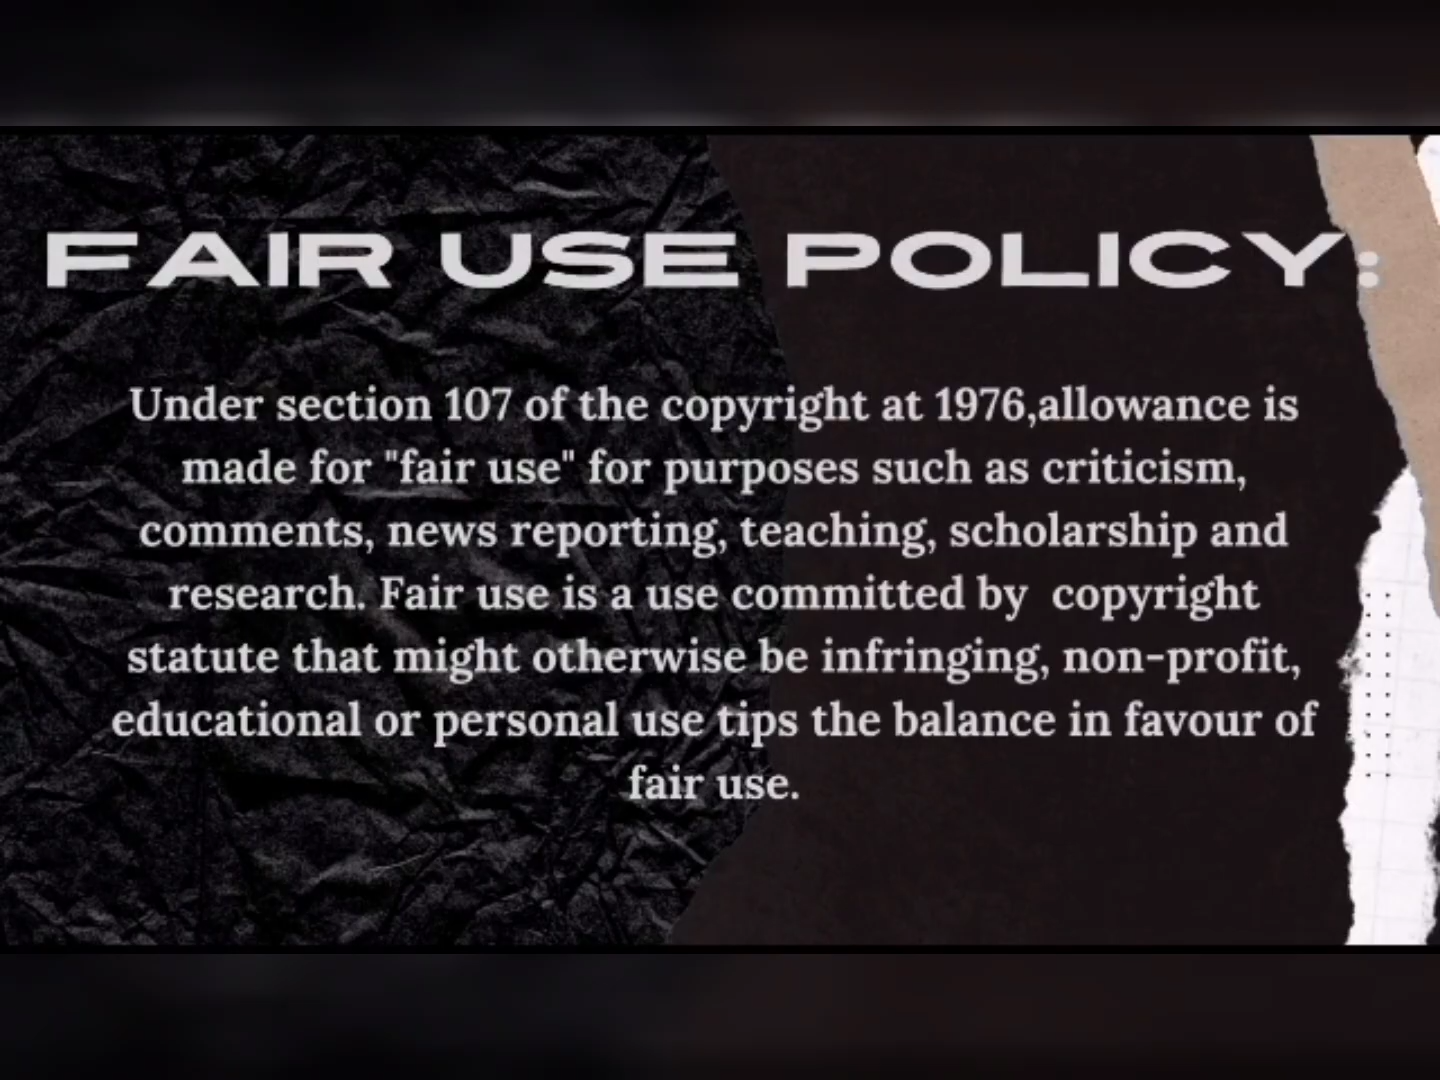 FAIR USE POLICY:
Under section 107 of the copyright at 1976,allowance is
made for "fair use" for purposes such as criticism,
comments, news reporting, teaching, scholarship and
research. Fair use is a use committed by  copyright
statute that might otherwise be infringing, non-profit,
educational or personal use tips the balance in favour of
fair use.